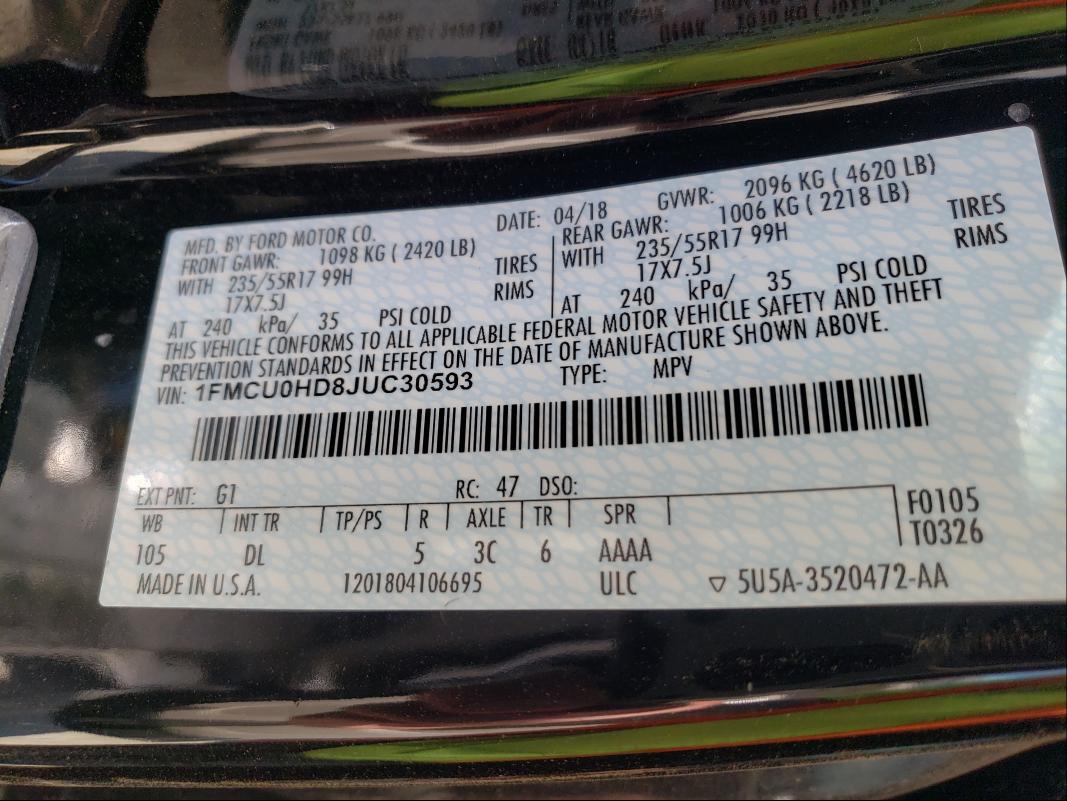 MFD. BY FORD MOTOR CO. DATE: 04/18 GVWR: 2096 KG ( 4620 LB)
FRONT GAWR: 1098 KG ( 2420 LB) REAR GAWR: 1006 KG ( 2218 LB)
WITH 235/55R17 99H TIRES WITH 235/55R17 99H TIRES
17X7.5J RIMS 17X7.5J RIMS
AT 240 kPa/ 35 PSI COLD AT 240 kPa/ 35 PSI COLD
THIS VEHICLE CONFORMS TO ALL APPLICABLE FEDERAL MOTOR VEHICLE SAFETY AND THEFT
PREVENTION STANDARDS IN EFFECT ON THE DATE OF MANUFACTURE SHOWN ABOVE.
VIN: 1FMCU0HD8JUC30593 TYPE: MPV
EXT PNT: G1 RC: 47 DSO:
WB INT TR TP/PS R AXLE TR SPR F0105
105 DL 5 3C 6 AAAA T0326
MADE IN U.S.A. 1201804106695 ULC ▽ 5U5A-3520472-AA